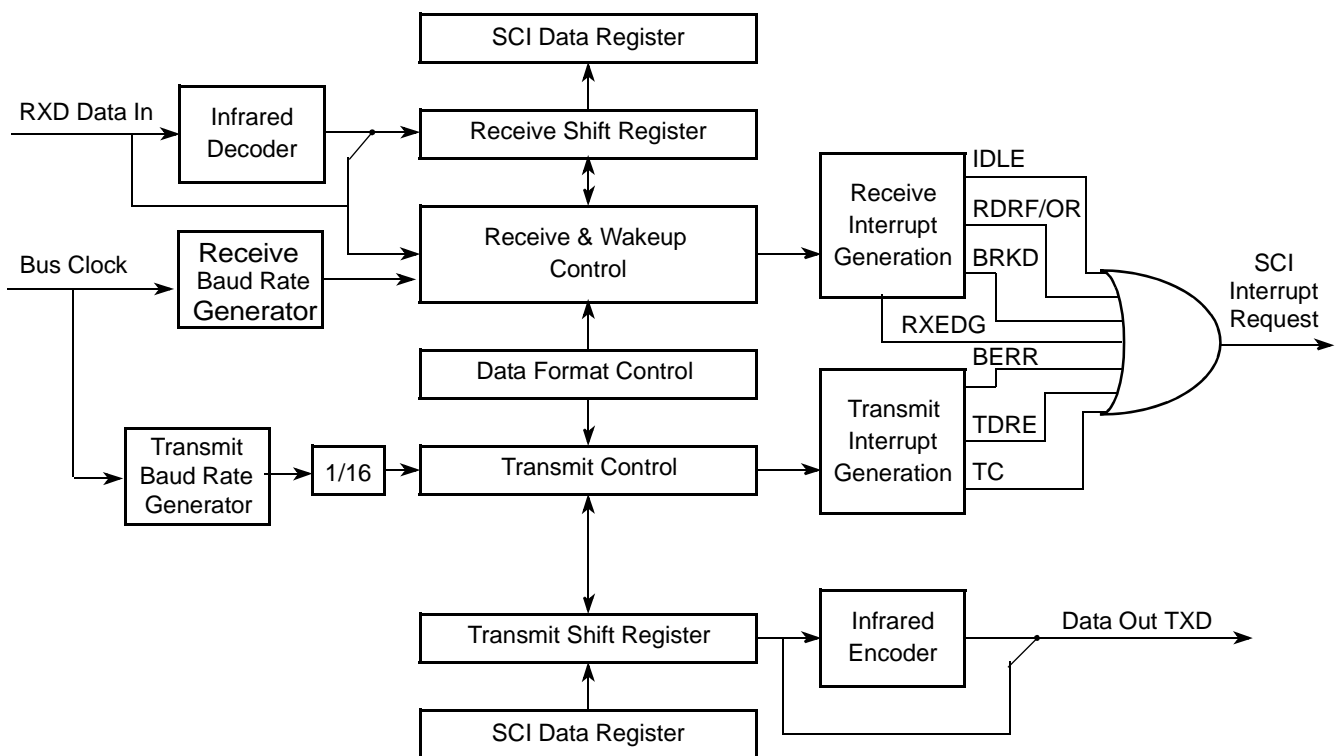 SCI Data Register
RXD Data In
Infrared
Decoder
Receive Shift Register
IDLE
Receive
Interrupt
Generation
RDRF/OR
BRKD
Receive & Wakeup
Control
Bus Clock
Receive
Baud Rate
Generator
SCI
Interrupt
Request
RXEDG
BERR
Data Format Control
Transmit
Interrupt
Generation
TDRE
TC
Transmit
Baud Rate
Generator
1/16
Transmit Control
Transmit Shift Register
Infrared
Encoder
Data Out TXD
SCI Data Register